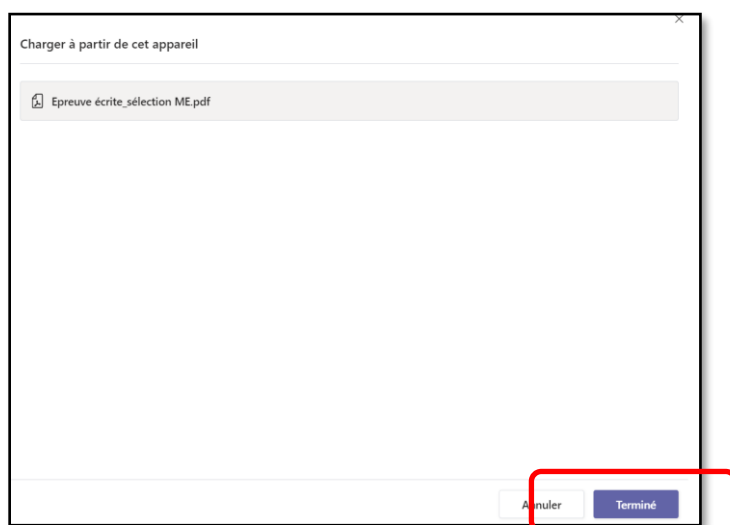 Charger à partir de cet appareil
Epreuve écrite_sélection ME.pdf
Annuler
Terminé